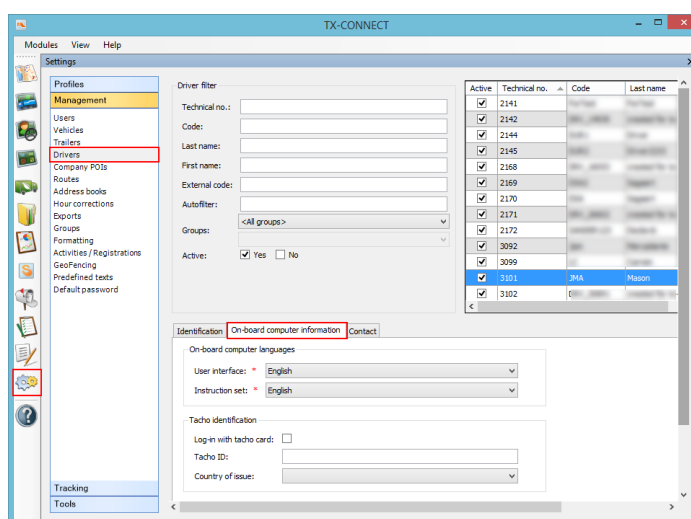 TX-CONNECT
Modules View Help
Settings
Profiles
Management
Users
Vehicles
Trailers
Drivers
Company POIs
Routes
Address books
Hour corrections
Exports
Groups
Formatting
Activities / Registrations
GeoFencing
Predefined texts
Default password
Tracking
Tools
Driver filter
Technical no.:
Code:
Last name:
First name:
External code:
Autofilter:
Groups: <All groups>
Active: Yes No
Active Technical no. Code Last name
2141
2142
2144
2145
2168
2169
2170
2171
2172
3092
3099
3101 JMA Mason
3102
Identification On-board computer information Contact
On-board computer languages
User interface: * English
Instruction set: * English
Tacho identification
Log-in with tacho card:
Tacho ID:
Country of issue: